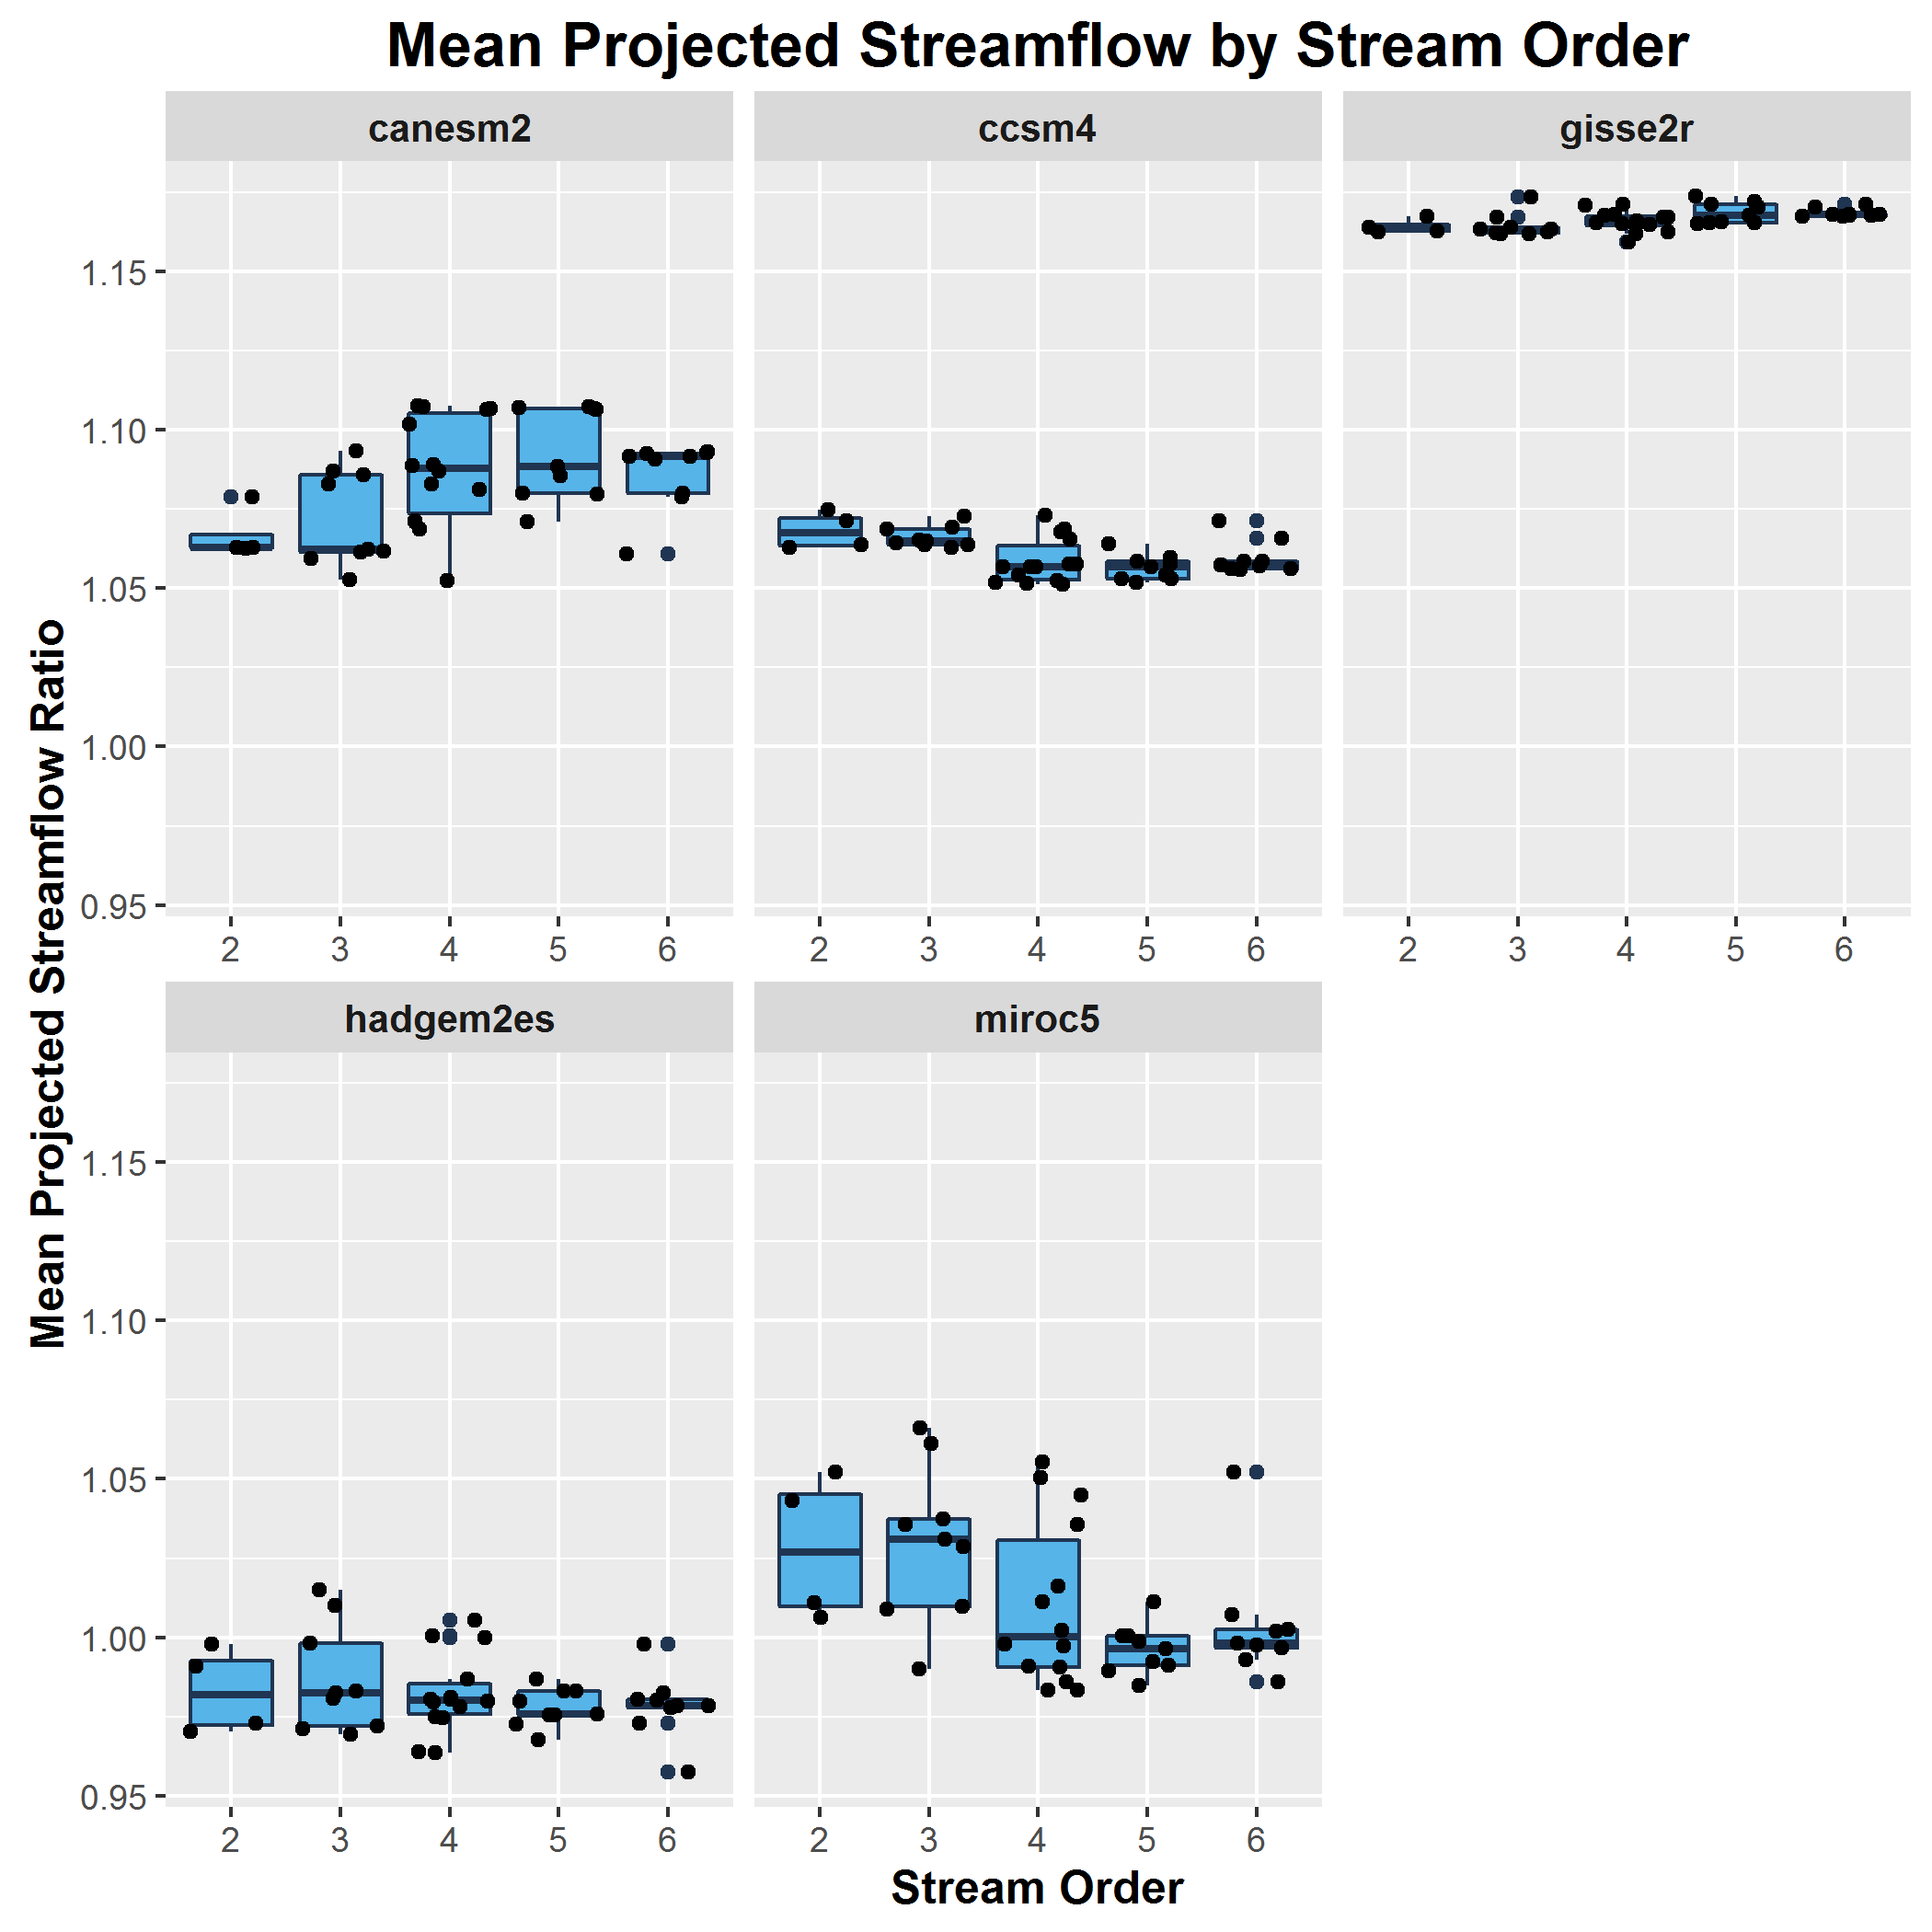 Mean Projected Streamflow by Stream Order
canesm2 ccsm4 gisse2r
1.15
1.10
1.05
1.00
0.95
2 3 4 5 6 2 3 4 5 6 2 3 4 5 6
Mean Projected Streamflow Ratio
hadgem2es miroc5
1.15
1.10
1.05
1.00
0.95
2 3 4 5 6 2 3 4 5 6
Stream Order